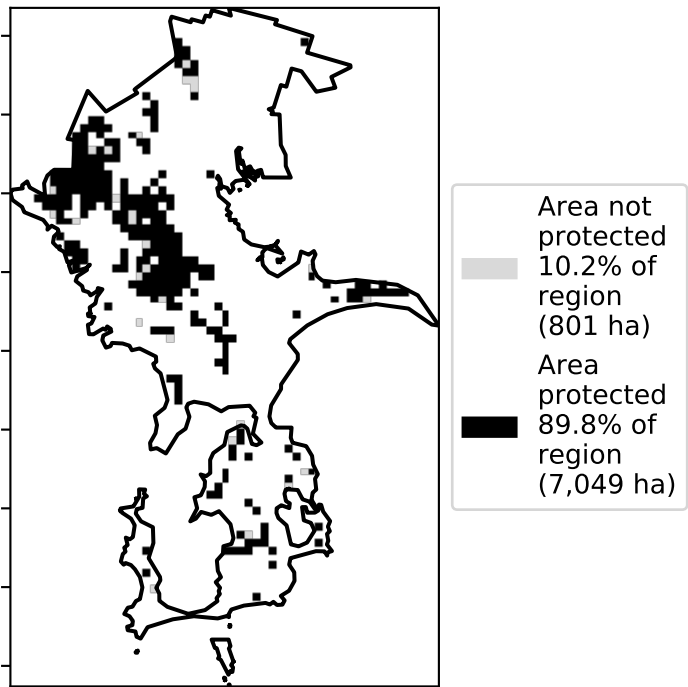 Area not
protected
10.2% of
region
(801 ha)
Area
protected
89.8% of
region
(7,049 ha)